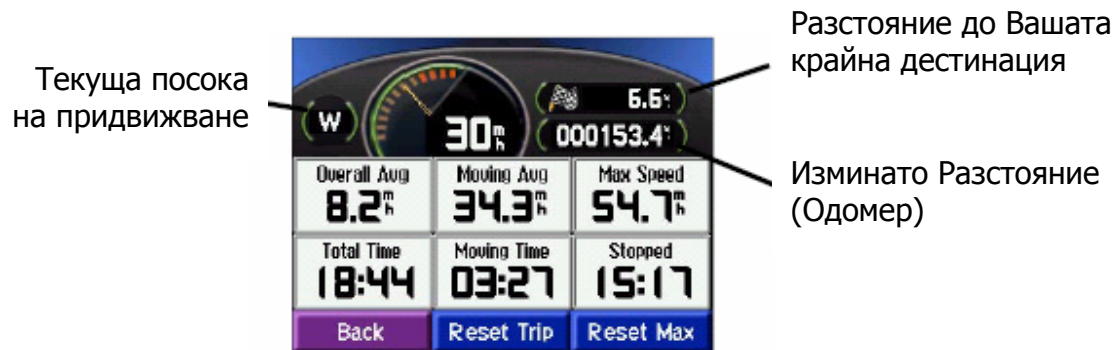 Разстояние до Вашата
крайна дестинация
Текуща посока
на придвижване
W
6.6
30 m h
000153.4
Изминато Разстояние
(Одомер)
Overall Avg Moving Avg Max Speed
8.2 m h 34.3 m h 54.7 m h
Total Time Moving Time Stopped
18:44 03:27 15:17
Back Reset Trip Reset Max